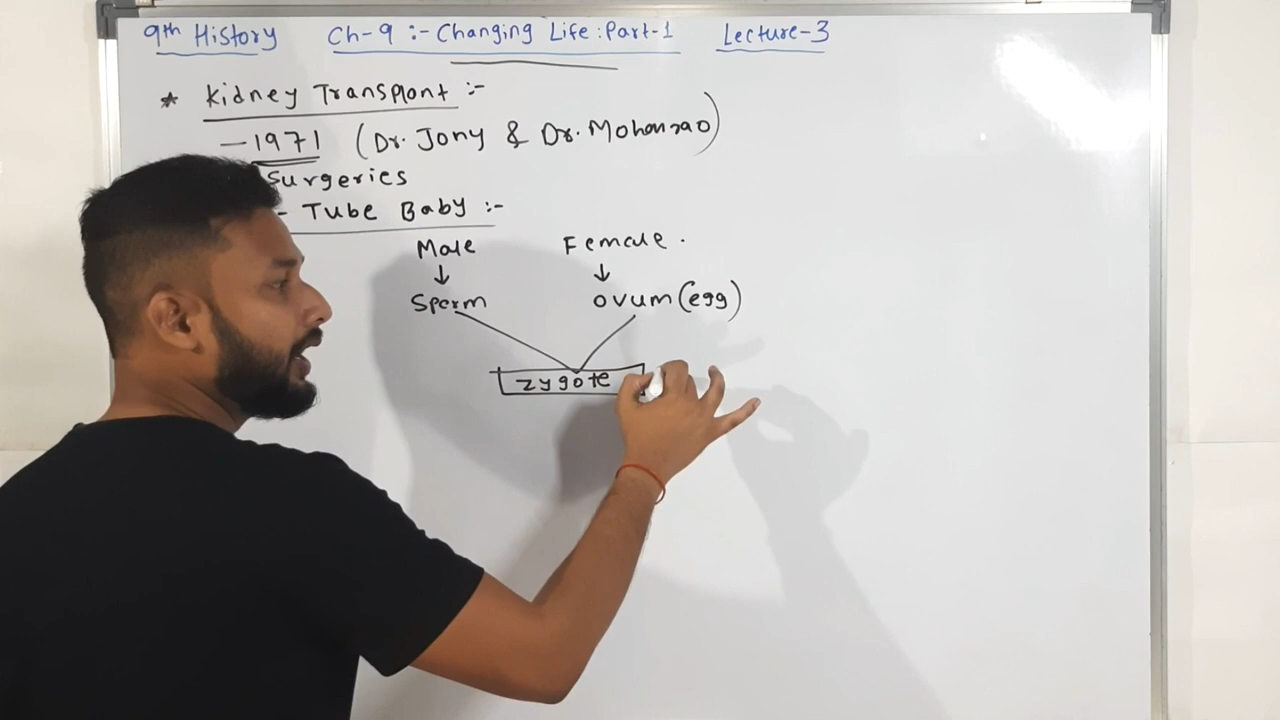 9th History Ch-9 :- Changing Life : Part-1 Lecture-3
* Kidney Transplant :-
- 1971 (Dr. Jony & Dr. Mohanrao)
Surgeries
- Tube Baby :-
Male Female .
↓ ↓
Sperm Ovum (egg)
Zygote